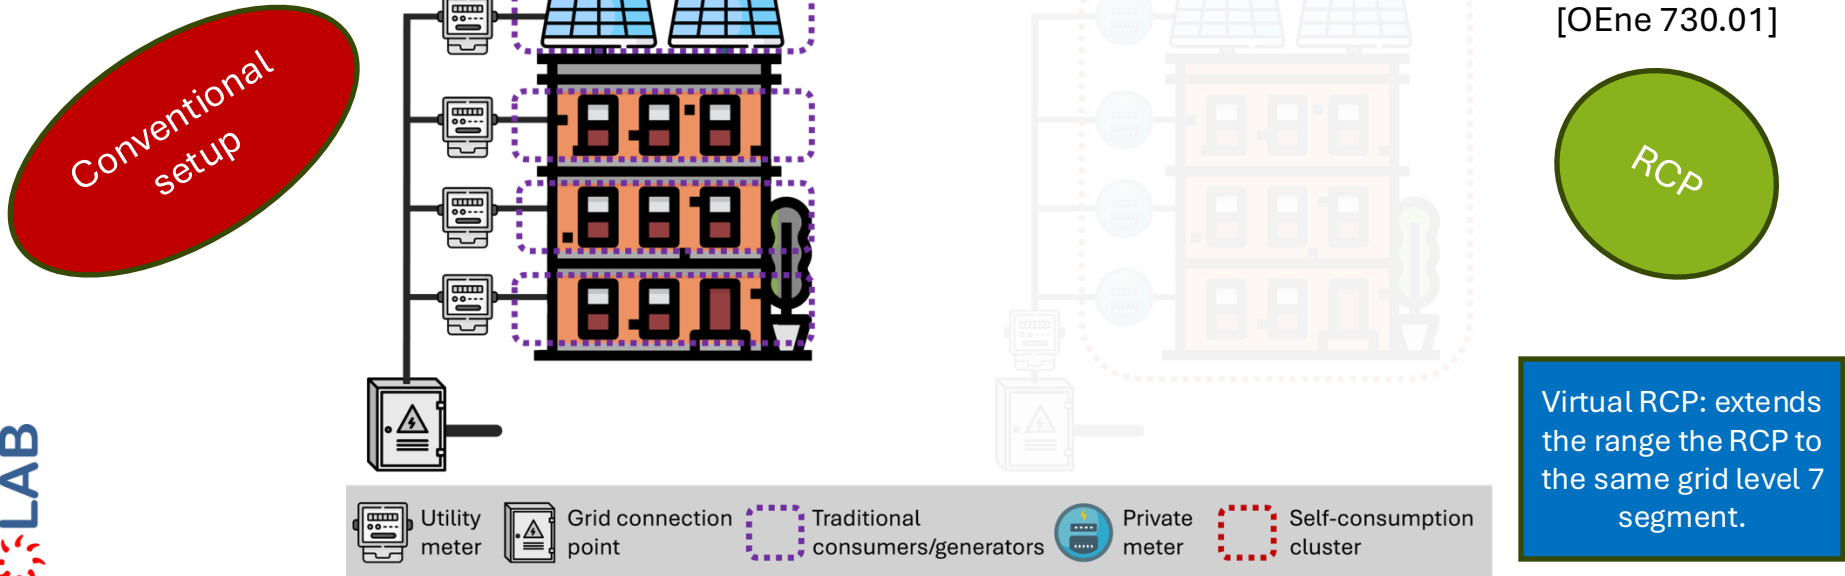 [OEne 730.01]
Conventional
setup
RCP
Virtual RCP: extends
the range the RCP to
the same grid level 7
segment.
LAB
Utility
meter
Grid connection
point
Traditional
consumers/generators
Private
meter
Self-consumption
cluster